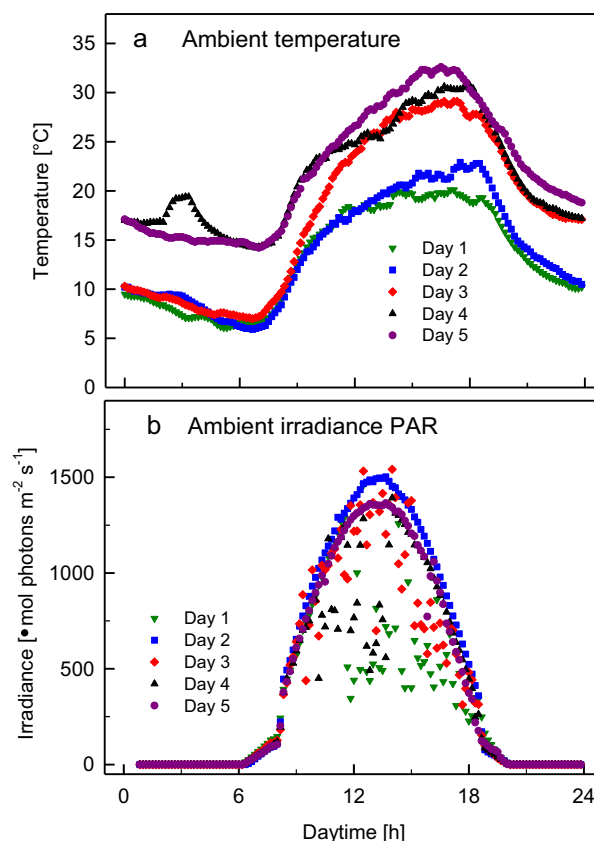 a Ambient temperature
35
30
25
20
15
10
5
0
Temperature [°C]
Day 1
Day 2
Day 3
Day 4
Day 5
b Ambient irradiance PAR
1500
1000
500
0
Irradiance [•mol photons m⁻² s⁻¹]
Day 1
Day 2
Day 3
Day 4
Day 5
0 6 12 18 24
Daytime [h]